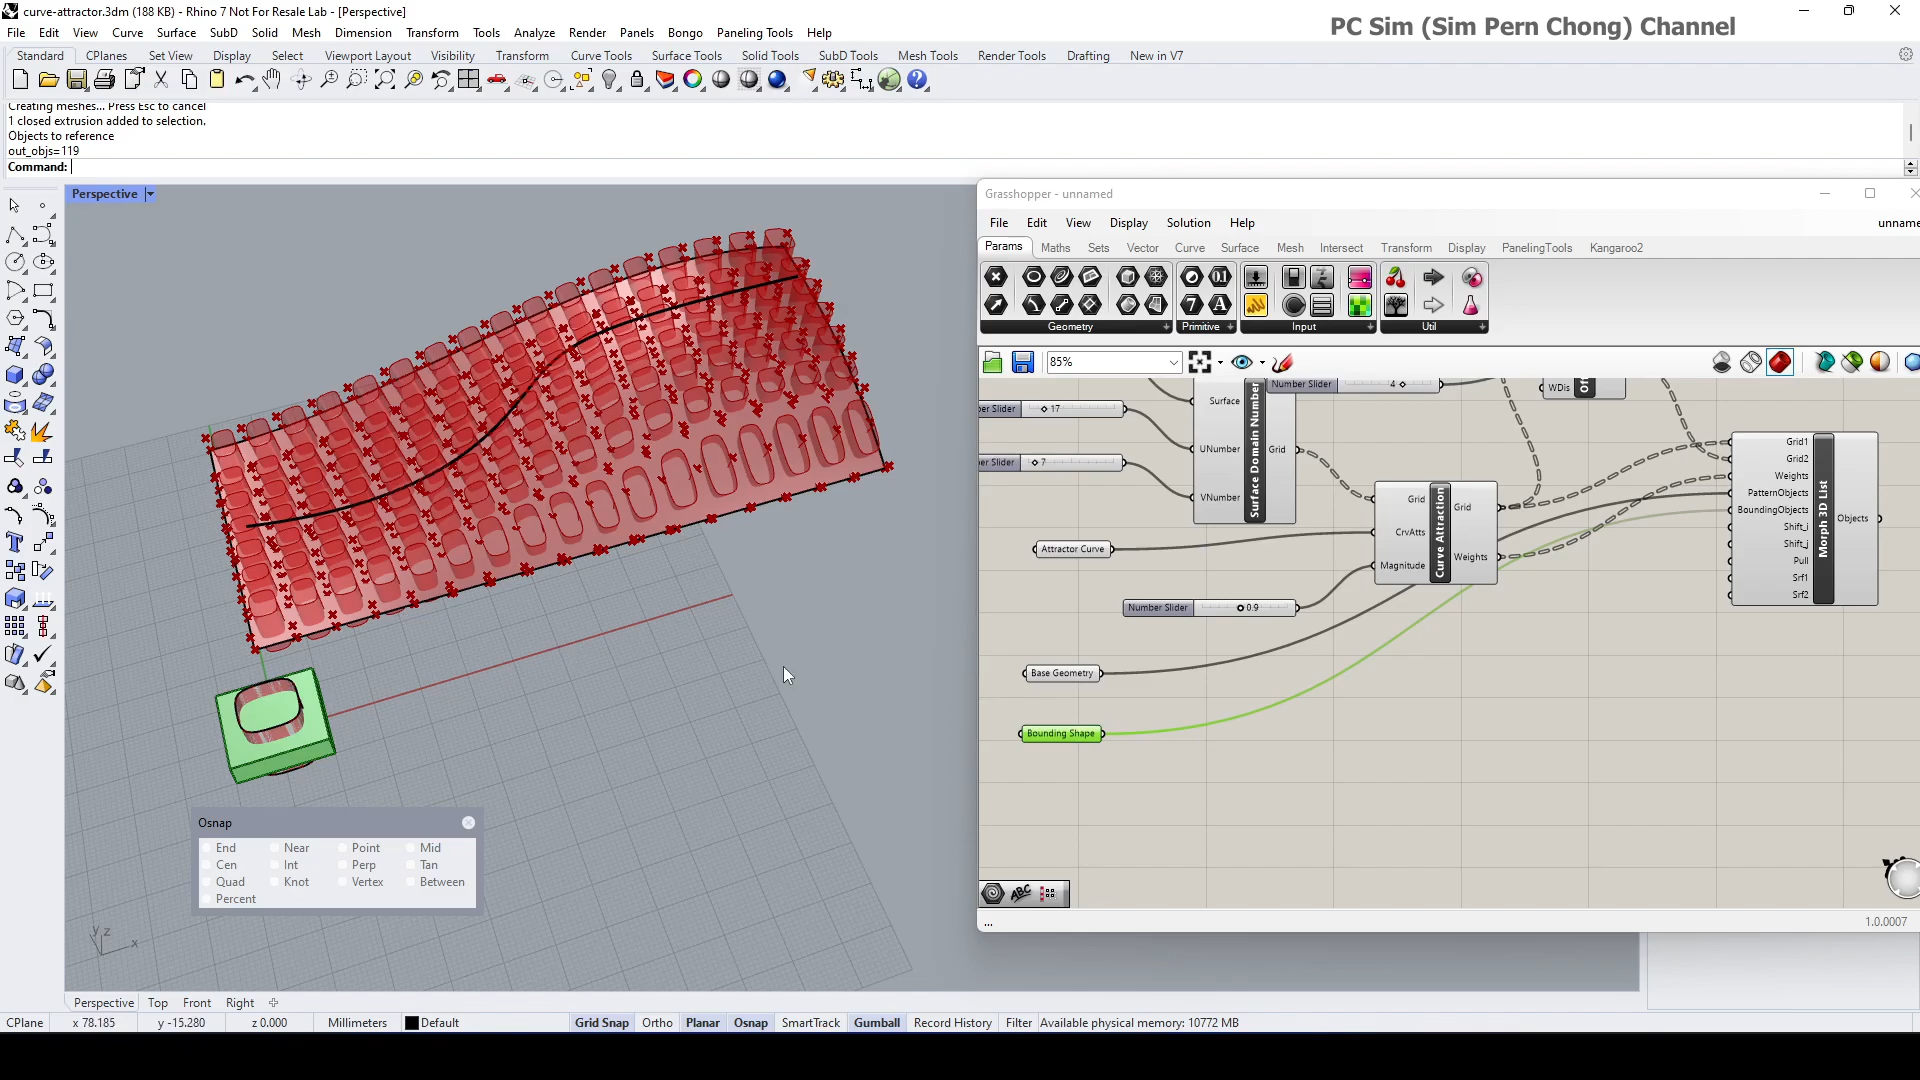 curve-attractor.3dm (188 KB) - Rhino 7 Not For Resale Lab - [Perspective]
PC Sim (Sim Pern Chong) Channel
File Edit View Curve Surface SubD Solid Mesh Dimension Transform Tools Analyze Render Panels Bongo Paneling Tools Help
Standard CPlanes Set View Display Select Viewport Layout Visibility Transform Curve Tools Surface Tools Solid Tools SubD Tools Mesh Tools Render Tools Drafting New in V7
Creating meshes... Press Esc to cancel
1 closed extrusion added to selection.
Objects to reference
out_objs=119
Command:
Perspective
Grasshopper - unnamed
File Edit View Display Solution Help
unname
Params Maths Sets Vector Curve Surface Mesh Intersect Transform Display PanelingTools Kangaroo2
Geometry Primitive Input Util
85%
Number Slider 4
WDis
Off
Surface
UNumber
VNumber
Surface Domain Number
Grid
ber Slider 17
ber Slider 7
Grid
CrvAtts
Magnitude
Curve Attraction
Grid
Weights
Attractor Curve
Number Slider 0.9
Base Geometry
Bounding Shape
Grid1
Grid2
Weights
PatternObjects
BoundingObjects
Shift_i
Shift_j
Pull
Srf1
Srf2
Morph 3D List
Objects
ABC
...
1.0.0007
Osnap
End Near Point Mid
Cen Int Perp Tan
Quad Knot Vertex Between
Percent
y z x
Perspective Top Front Right
CPlane x 78.185 y -15.280 z 0.000 Millimeters Default Grid Snap Ortho Planar Osnap SmartTrack Gumball Record History Filter Available physical memory: 10772 MB